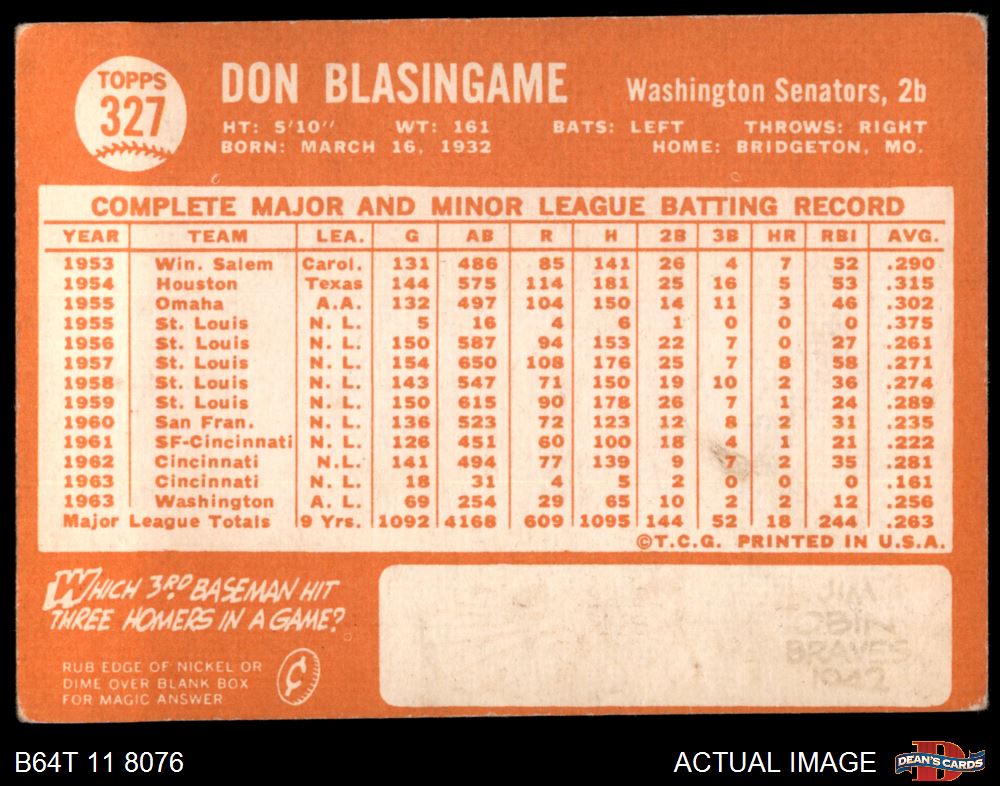 TOPPS
327
DON BLASINGAME
Washington Senators, 2b
HT: 5'10" WT: 161 BATS: LEFT THROWS: RIGHT
BORN: MARCH 16, 1932 HOME: BRIDGETON, MO.
COMPLETE MAJOR AND MINOR LEAGUE BATTING RECORD
YEAR TEAM LEA. G AB R H 2B 3B HR RBI AVG.
1953 Win. Salem Carol. 131 486 85 141 26 4 7 52 .290
1954 Houston Texas 144 575 114 181 25 16 5 53 .315
1955 Omaha A.A. 132 497 104 150 14 11 3 46 .302
1955 St. Louis N. L. 5 16 4 6 1 0 0 0 .375
1956 St. Louis N. L. 150 587 94 153 22 7 0 27 .261
1957 St. Louis N. L. 154 650 108 176 25 7 8 58 .271
1958 St. Louis N. L. 143 547 71 150 19 10 2 36 .274
1959 St. Louis N. L. 150 615 90 178 26 7 1 24 .289
1960 San Fran. N. L. 136 523 72 123 12 8 2 31 .235
1961 SF-Cincinnati N. L. 126 451 60 100 18 4 1 21 .222
1962 Cincinnati N.L. 141 494 77 139 9 7 2 35 .281
1963 Cincinnati N. L. 18 31 4 5 2 0 0 0 .161
1963 Washington A. L. 69 254 29 65 10 2 2 12 .256
Major League Totals 9 Yrs. 1092 4168 609 1095 144 52 18 244 .263
©T.C.G. PRINTED IN U.S.A.
WHICH 3RD BASEMAN HIT
THREE HOMERS IN A GAME?
RUB EDGE OF NICKEL OR
DIME OVER BLANK BOX
FOR MAGIC ANSWER
JIM
BRAVES
1942
B64T 11 8076
ACTUAL IMAGE
DEAN'S CARDS